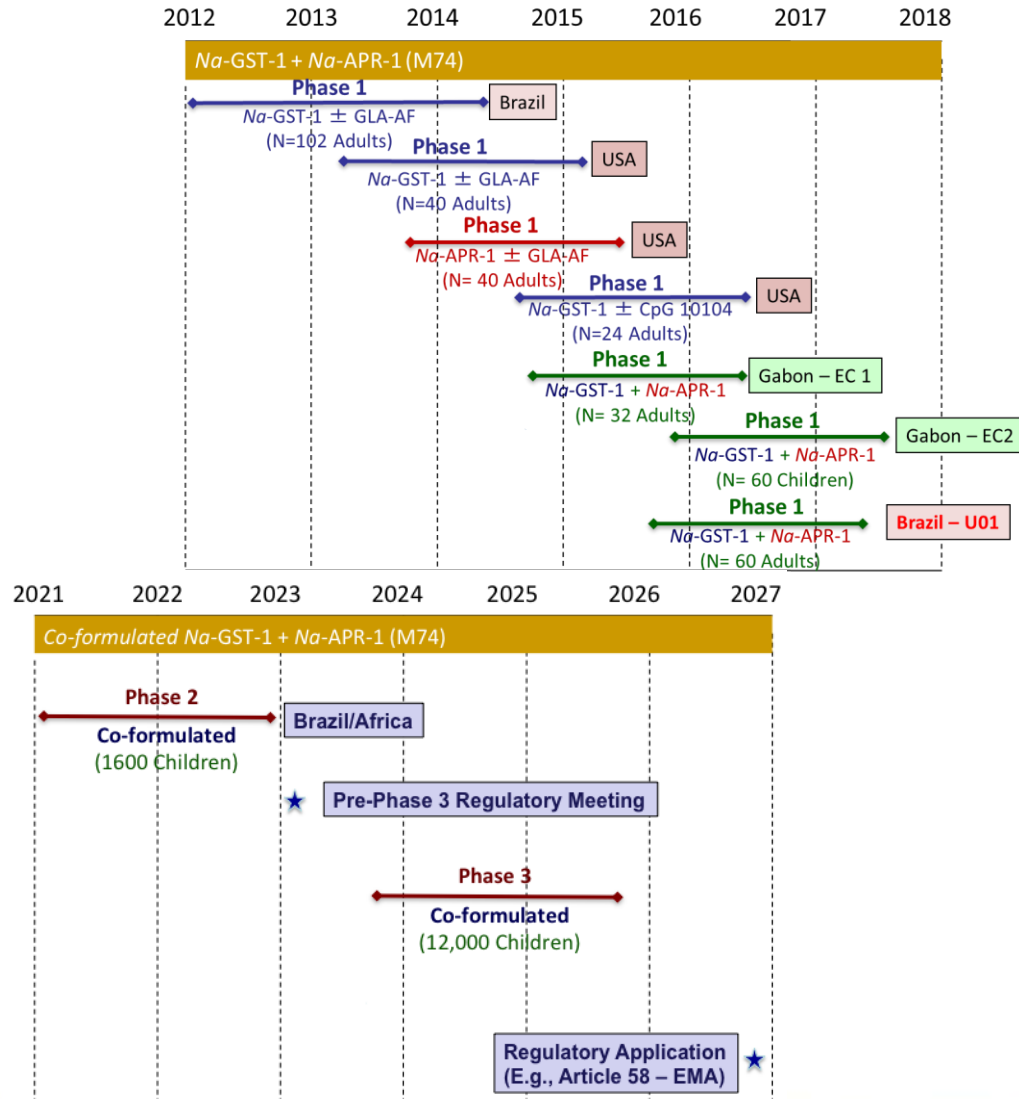 2012 2013 2014 2015 2016 2017 2018
Na-GST-1 + Na-APR-1 (M74)
Phase 1
Brazil
Na-GST-1 ± GLA-AF
(N=102 Adults)
Phase 1
USA
Na-GST-1 ± GLA-AF
(N=40 Adults)
Phase 1
USA
Na-APR-1 ± GLA-AF
(N= 40 Adults)
Phase 1
USA
Na-GST-1 ± CpG 10104
(N=24 Adults)
Phase 1
Gabon – EC 1
Na-GST-1 + Na-APR-1
(N= 32 Adults)
Phase 1
Gabon – EC2
Na-GST-1 + Na-APR-1
(N= 60 Children)
Phase 1
Brazil – U01
Na-GST-1 + Na-APR-1
(N= 60 Adults)
2021 2022 2023 2024 2025 2026 2027
Co-formulated Na-GST-1 + Na-APR-1 (M74)
Phase 2
Brazil/Africa
Co-formulated
(1600 Children)
Pre-Phase 3 Regulatory Meeting
Phase 3
Co-formulated
(12,000 Children)
Regulatory Application
(E.g., Article 58 – EMA)